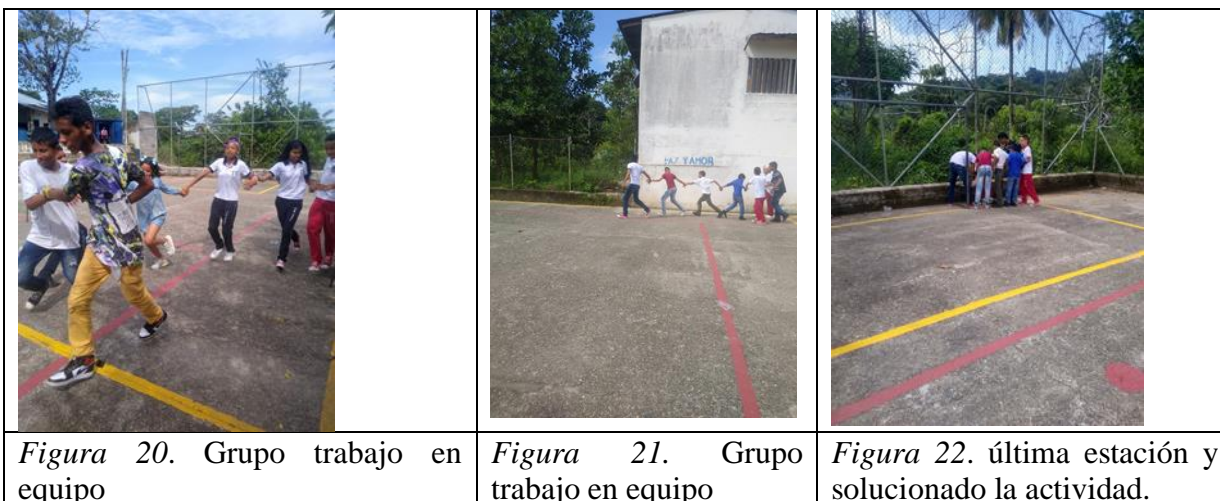 PAZ Y AMOR
Figura 20. Grupo trabajo en
equipo
Figura 21. Grupo
trabajo en equipo
Figura 22. última estación y
solucionado la actividad.